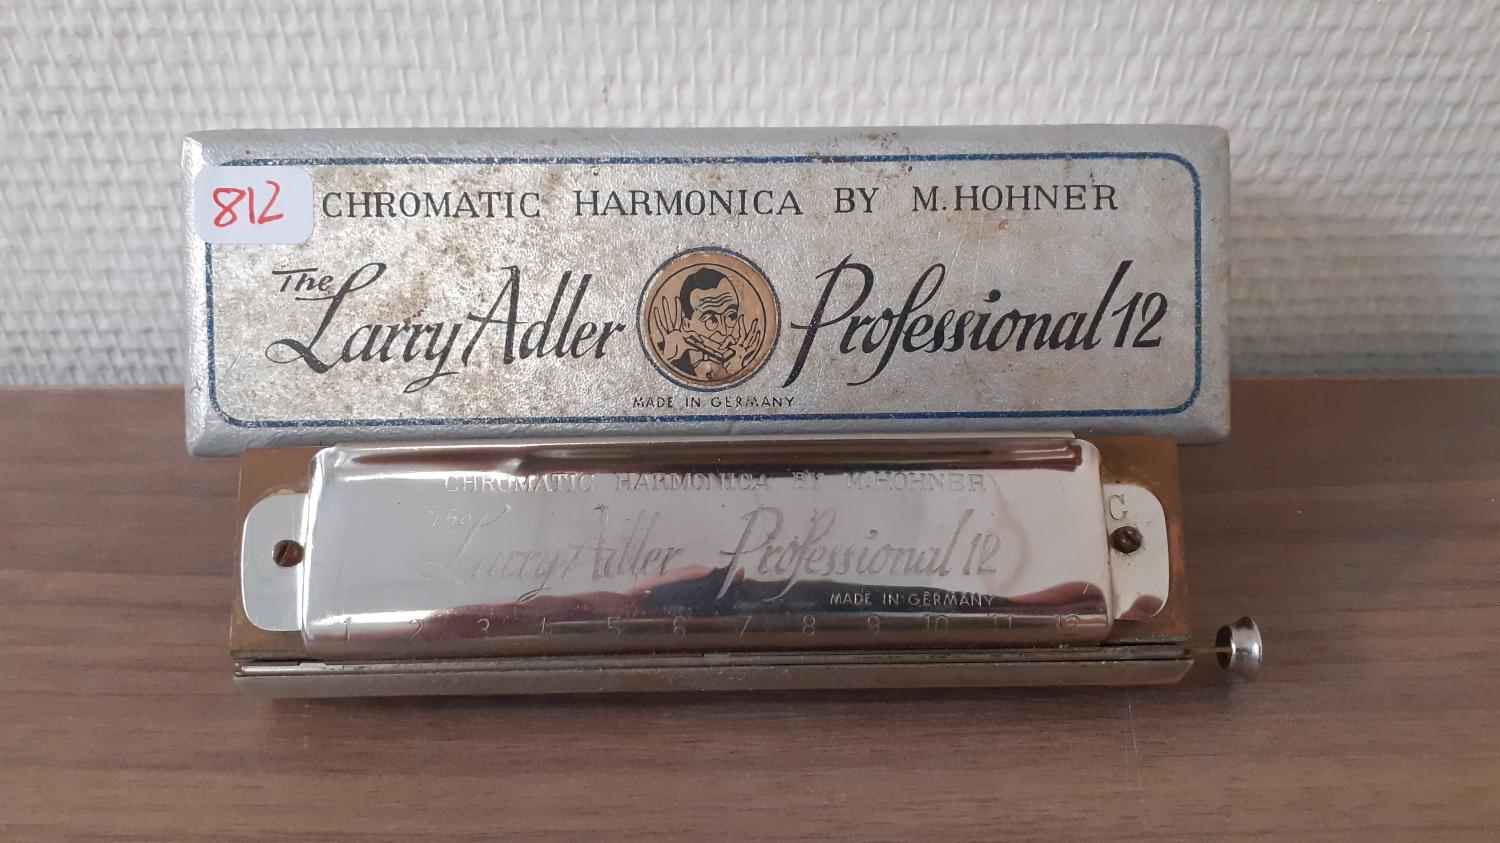 812
CHROMATIC HARMONICA BY M.HOHNER
The Larry Adler Professional 12
MADE IN GERMANY
CHROMATIC HARMONICA BY M.HOHNER
C
The Larry Adler Professional 12
MADE IN GERMANY
1 2 3 4 5 6 7 8 9 10 11 12